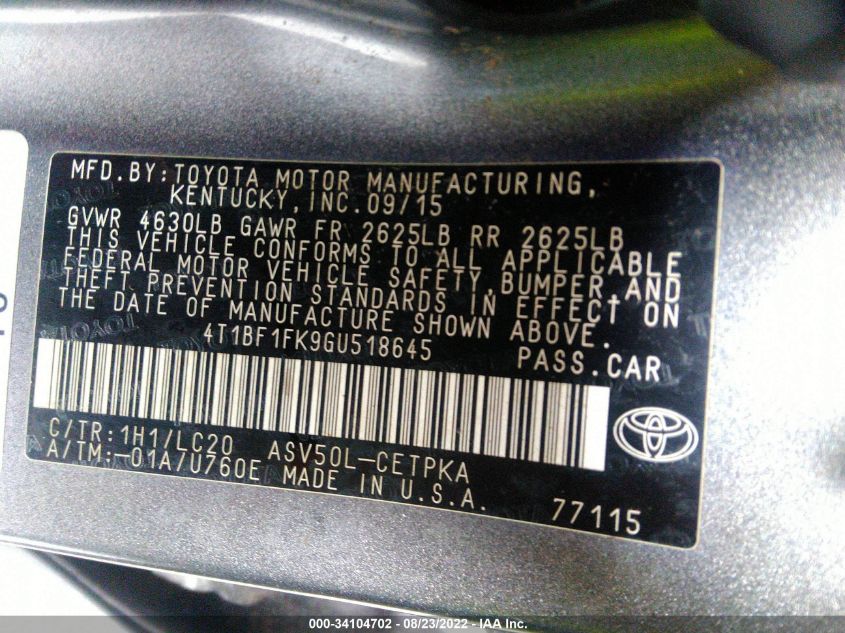 MFD.BY:TOYOTA MOTOR MANUFACTURING,
KENTUCKY, INC.09/15
GVWR 4630LB GAWR FR 2625LB RR 2625LB
THIS VEHICLE CONFORMS TO ALL APPLICABLE
FEDERAL MOTOR VEHICLE SAFETY,BUMPER,AND
THEFT PREVENTION STANDARDS IN EFFECT ON
THE DATE OF MANUFACTURE SHOWN ABOVE.
4T1BF1FK9GU518645 PASS.CAR
C/TR:1H1/LC20 ASV50L-CETPKA
A/TM:-01A/U760E MADE IN U.S.A.
77115
000-34104702 - 08/23/2022 - IAA Inc.